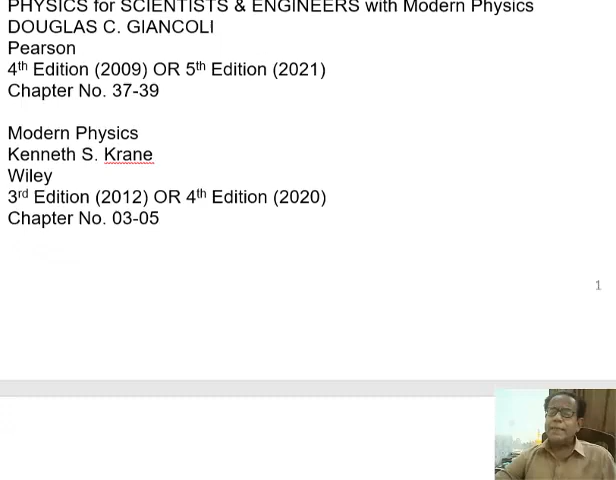 PHYSICS for SCIENTISTS & ENGINEERS with Modern Physics
DOUGLAS C. GIANCOLI
Pearson
4th Edition (2009) OR 5th Edition (2021)
Chapter No. 37-39
Modern Physics
Kenneth S. Krane
Wiley
3rd Edition (2012) OR 4th Edition (2020)
Chapter No. 03-05
1